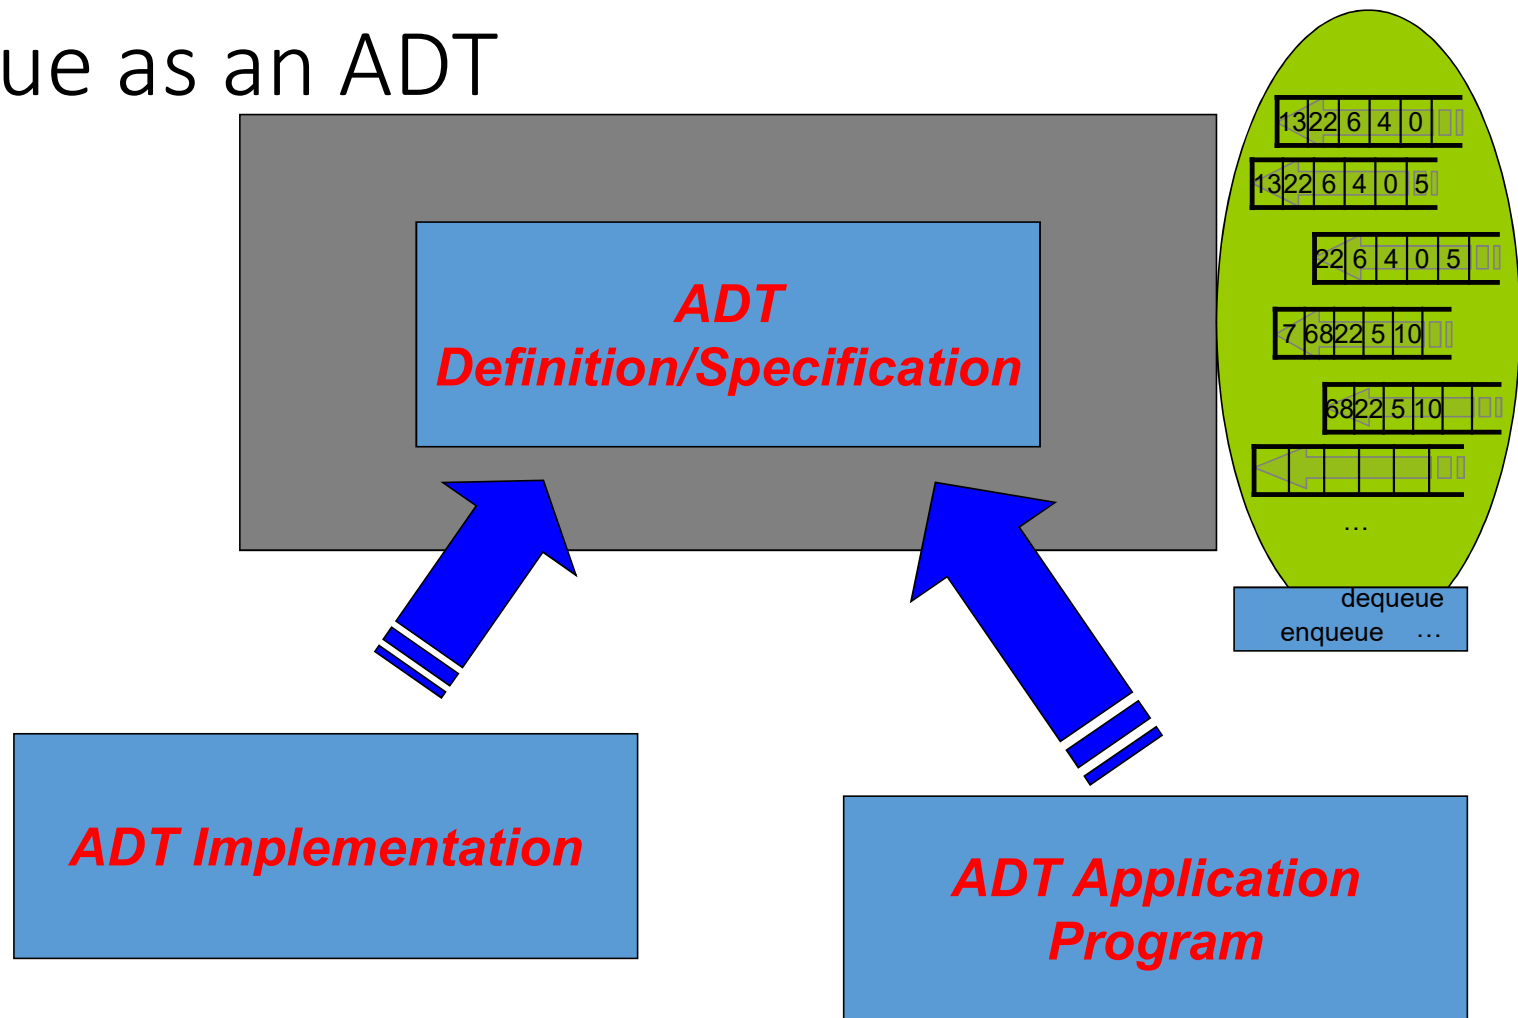 ue as an ADT
13 22 6 4 0
13 22 6 4 0 5
22 6 4 0 5
7 68 22 5 10
68 22 5 10
...
dequeue
enqueue ...
ADT
Definition/Specification
ADT Implementation
ADT Application
Program